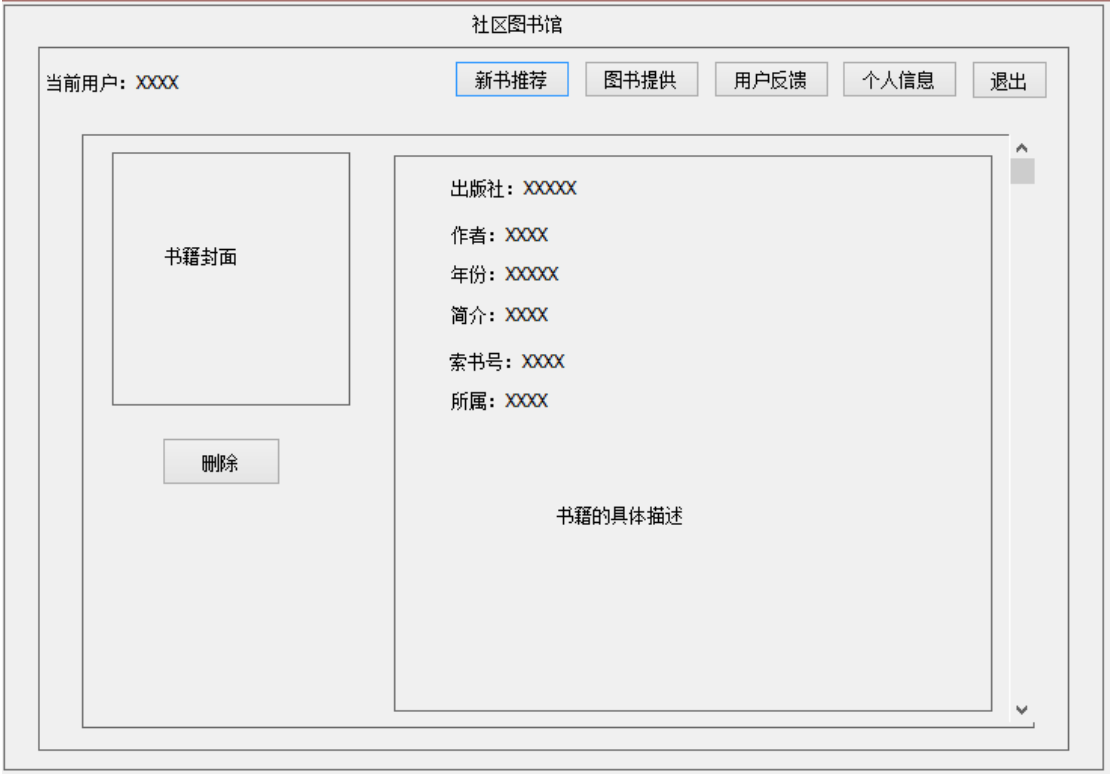 社区图书馆
当前用户：XXXX
新书推荐
图书提供
用户反馈
个人信息
退出
书籍封面
删除
出版社：XXXXX
作者：XXXX
年份：XXXXX
简介：XXXX
索书号：XXXX
所属：XXXX
书籍的具体描述